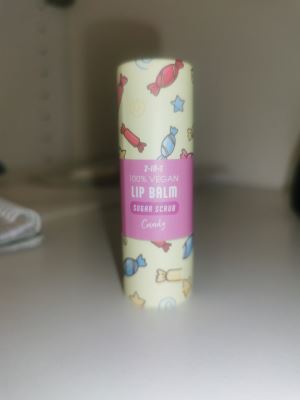 2-IN-1
100% VEGAN
LIP BALM
SUGAR SCRUB
Candy